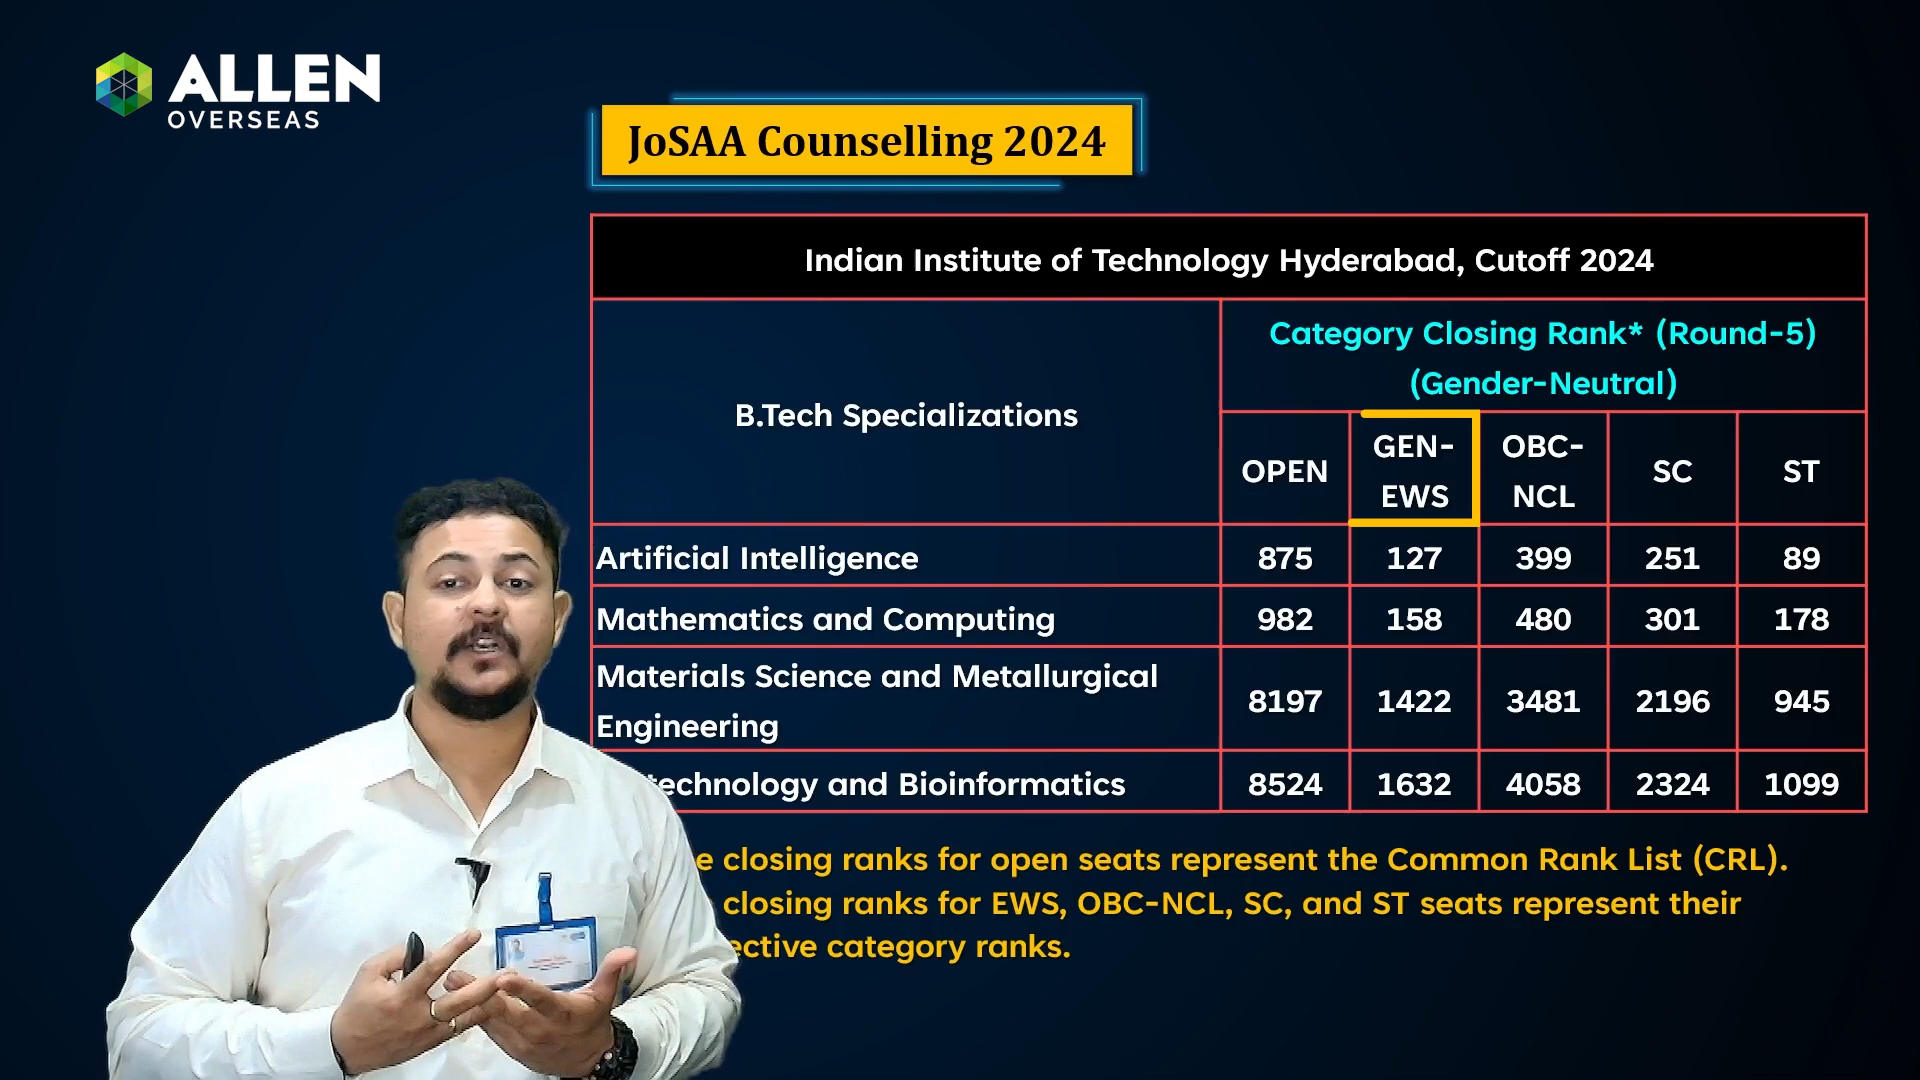 ALLEN
OVERSEAS
JoSAA Counselling 2024
Indian Institute of Technology Hyderabad, Cutoff 2024
B.Tech Specializations
Category Closing Rank* (Round-5)
(Gender-Neutral)
OPEN
GEN-
EWS
OBC-
NCL
SC
ST
Artificial Intelligence 875 127 399 251 89
Mathematics and Computing 982 158 480 301 178
Materials Science and Metallurgical
Engineering 8197 1422 3481 2196 945
technology and Bioinformatics 8524 1632 4058 2324 1099
closing ranks for open seats represent the Common Rank List (CRL).
closing ranks for EWS, OBC-NCL, SC, and ST seats represent their
ective category ranks.